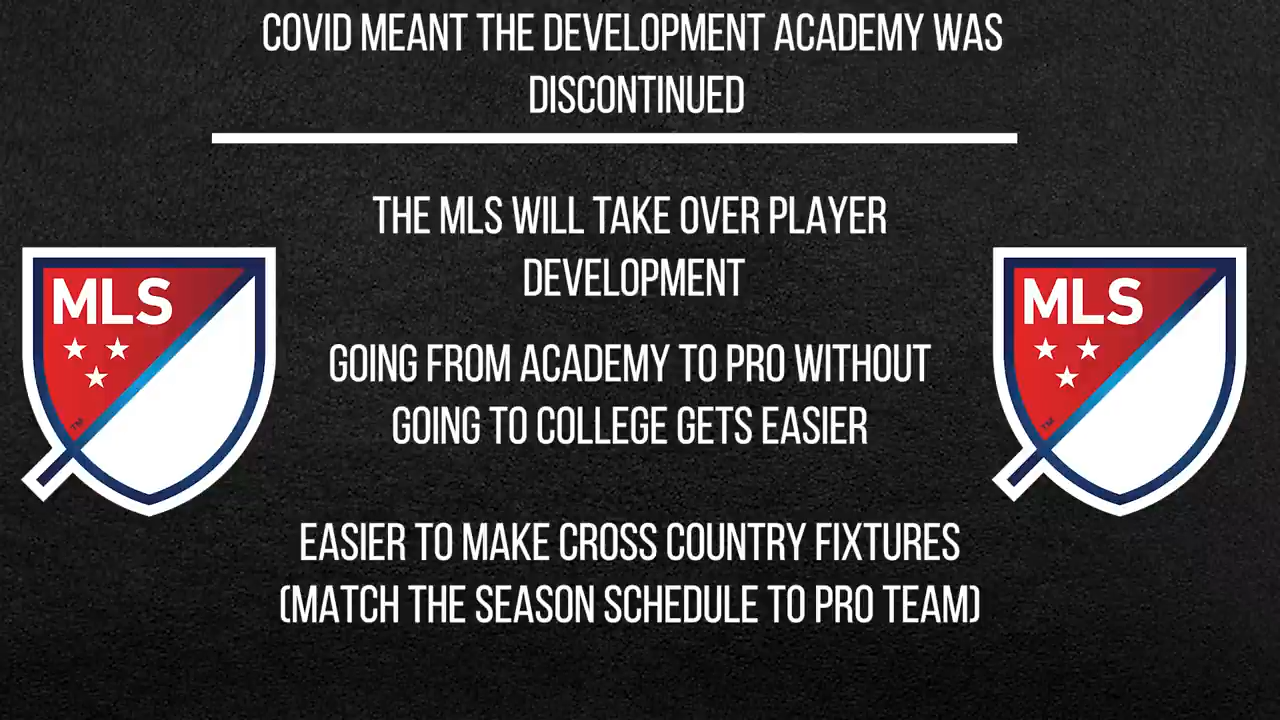 COVID MEANT THE DEVELOPMENT ACADEMY WAS
DISCONTINUED
THE MLS WILL TAKE OVER PLAYER
DEVELOPMENT
MLS
TM
MLS
TM
GOING FROM ACADEMY TO PRO WITHOUT
GOING TO COLLEGE GETS EASIER
EASIER TO MAKE CROSS COUNTRY FIXTURES
(MATCH THE SEASON SCHEDULE TO PRO TEAM)